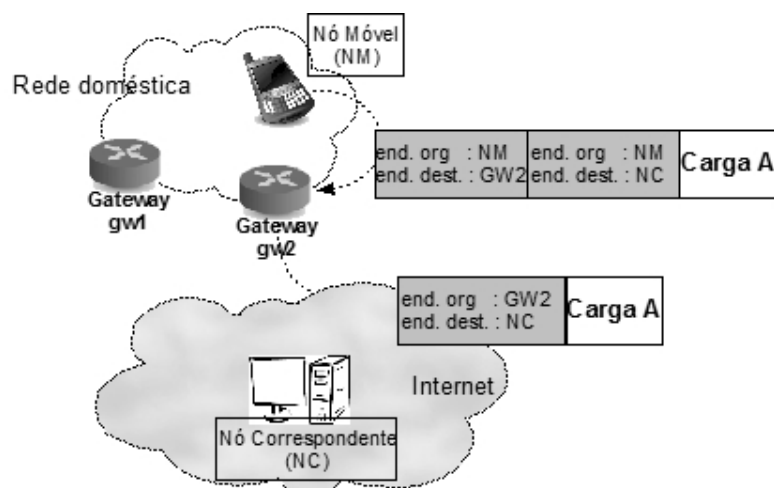 Nó Móvel
(NM)
Rede doméstica
end. org : NM
end. dest. : GW2
end. org : NM
end. dest. : NC
Carga A
Gateway
gw1
Gateway
gw2
end. org : GW2
end. dest. : NC
Carga A
Internet
Nó Correspondente
(NC)